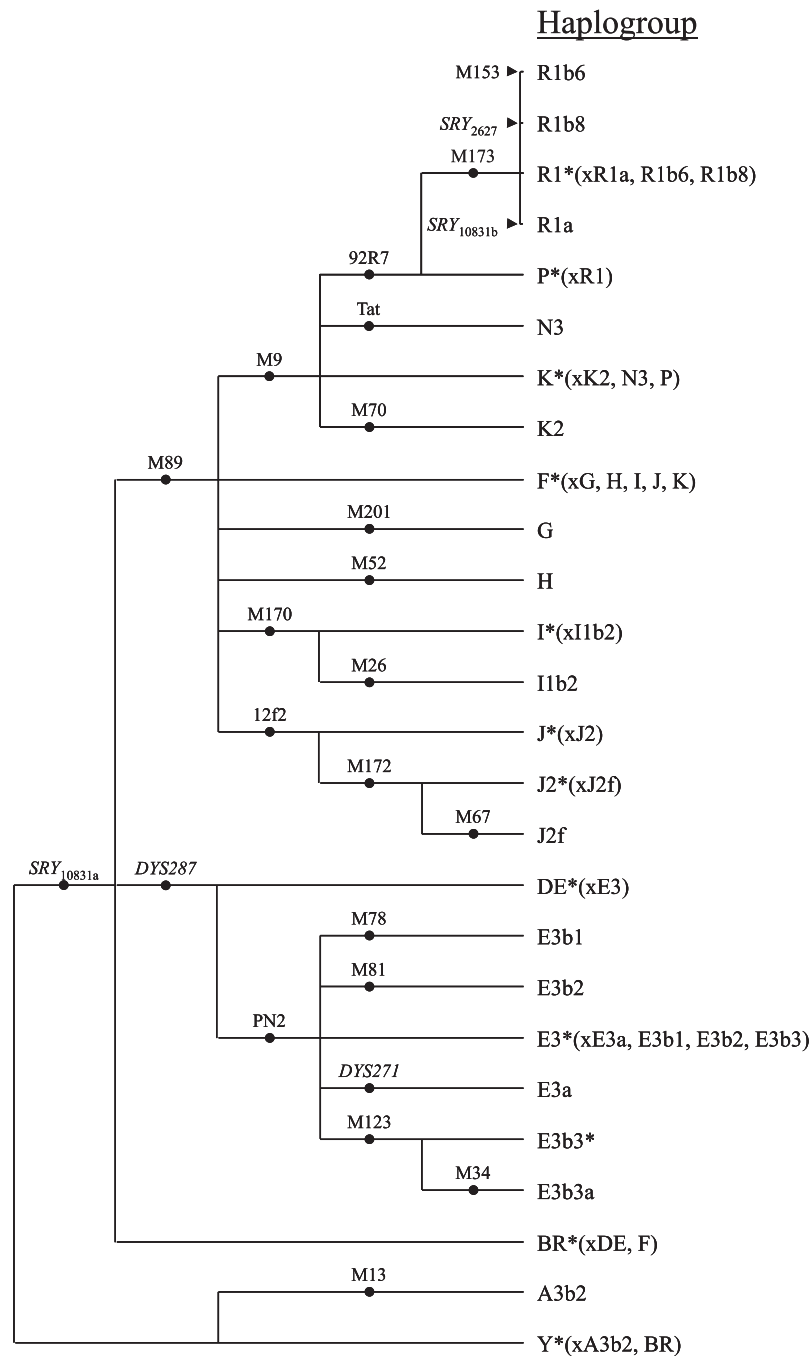 Haplogroup
M153 R1b6
SRY2627 R1b8
M173
R1*(xR1a, R1b6, R1b8)
SRY10831b R1a
92R7
P*(xR1)
Tat
N3
M9
K*(xK2, N3, P)
M70
K2
M89
F*(xG, H, I, J, K)
M201
G
M52
H
M170
I*(xI1b2)
M26
I1b2
12f2
J*(xJ2)
M172
J2*(xJ2f)
M67
J2f
SRY10831a DYS287
DE*(xE3)
M78
E3b1
M81
E3b2
PN2
E3*(xE3a, E3b1, E3b2, E3b3)
DYS271
E3a
M123
E3b3*
M34
E3b3a
BR*(xDE, F)
M13
A3b2
Y*(xA3b2, BR)